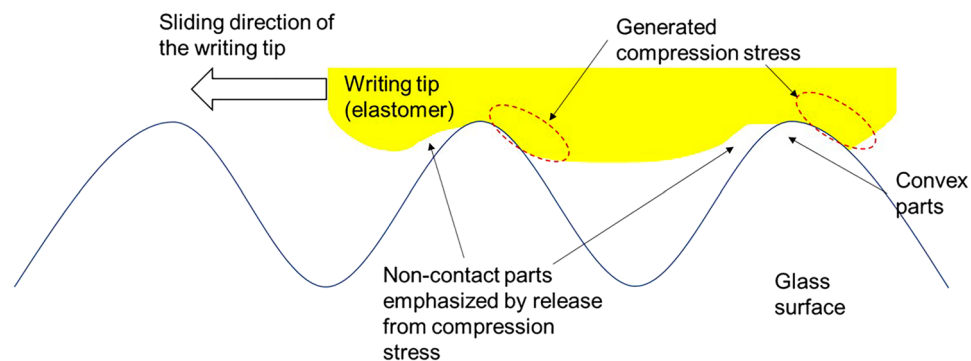 Sliding direction of
the writing tip
Generated
compression stress
Writing tip
(elastomer)
Convex
parts
Non-contact parts
emphasized by release
from compression
stress
Glass
surface